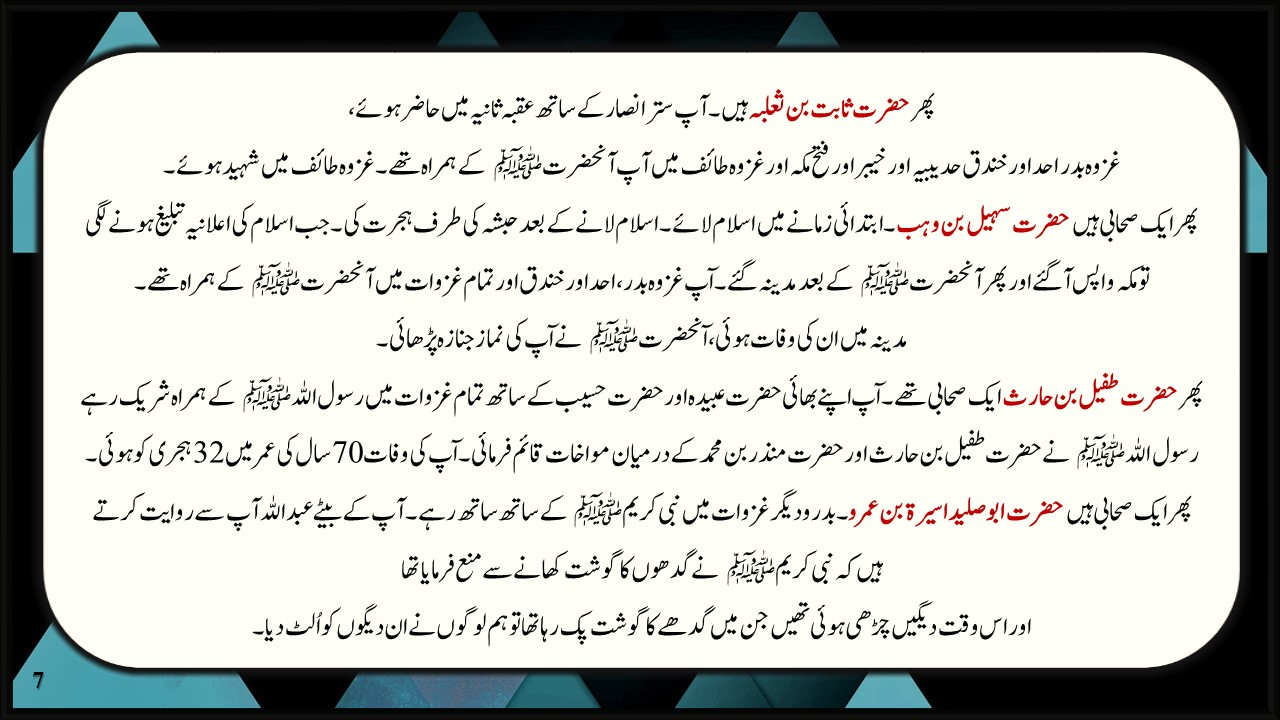 پھر حضرت ثابت بن ثعلبہ ہیں۔ آپ ستر انصار کے ساتھ عقبہ ثانیہ میں حاضر ہوئے،
غزوہ بدر احد اور خندق حدیبیہ اور خیبر اور فتح مکہ اور غزوہ طائف میں آپ آنحضرت ﷺ کے ہمراہ تھے۔ غزوہ طائف میں شہید ہوئے۔
پھر ایک صحابی ہیں حضرت سہیل بن وہب۔ ابتدائی زمانے میں اسلام لائے۔ اسلام لانے کے بعد حبشہ کی طرف ہجرت کی۔ جب اسلام کی اعلانیہ تبلیغ ہونے لگی
تو مکہ واپس آ گئے اور پھر آنحضرت ﷺ کے بعد مدینہ گئے۔ آپ غزوہ بدر، احد اور خندق اور تمام غزوات میں آنحضرت ﷺ کے ہمراہ تھے۔
مدینہ میں ان کی وفات ہوئی، آنحضرت ﷺ نے آپ کی نماز جنازہ پڑھائی۔
پھر حضرت طفیل بن حارث ایک صحابی تھے۔ آپ اپنے بھائی حضرت عبیدہ اور حضرت حسیب کے ساتھ تمام غزوات میں رسول اللہ ﷺ کے ہمراہ شریک رہے
رسول اللہ ﷺ نے حضرت طفیل بن حارث اور حضرت منذر بن محمد کے درمیان مواخات قائم فرمائی۔ آپ کی وفات 70 سال کی عمر میں 32 ہجری کو ہوئی۔
پھر ایک صحابی ہیں حضرت ابو صلید اسیرۃ بن عمرو۔ بدر و دیگر غزوات میں نبی کریم ﷺ کے ساتھ ساتھ رہے۔ آپ کے بیٹے عبد اللہ آپ سے روایت کرتے
ہیں کہ نبی کریم ﷺ نے گدھوں کا گوشت کھانے سے منع فرمایا تھا
اور اس وقت دیگیں چڑھی ہوئی تھیں جن میں گدھے کا گوشت پک رہا تھا تو ہم لوگوں نے ان دیگوں کو اُلٹ دیا۔
7